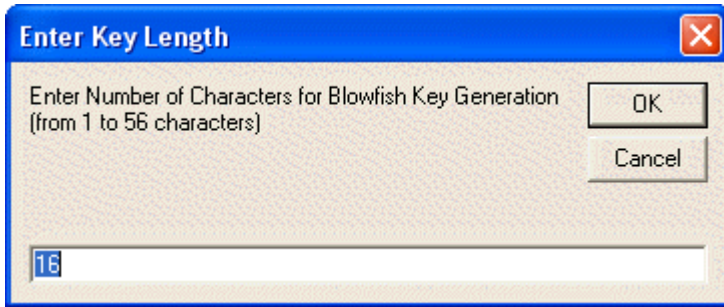 Enter Key Length
Enter Number of Characters for Blowfish Key Generation
(from 1 to 56 characters)
OK
Cancel
16